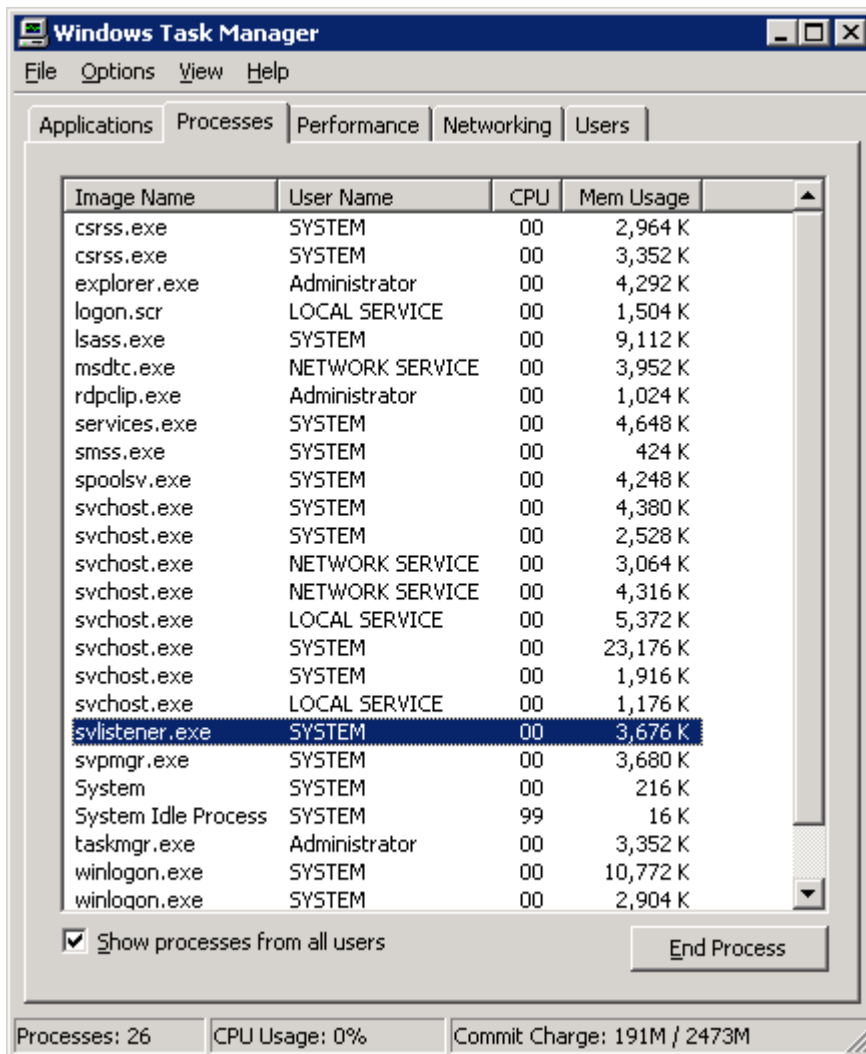 Windows Task Manager
File Options View Help
Applications Processes Performance Networking Users
Image Name User Name CPU Mem Usage
csrss.exe SYSTEM 00 2,964 K
csrss.exe SYSTEM 00 3,352 K
explorer.exe Administrator 00 4,292 K
logon.scr LOCAL SERVICE 00 1,504 K
lsass.exe SYSTEM 00 9,112 K
msdtc.exe NETWORK SERVICE 00 3,952 K
rdpclip.exe Administrator 00 1,024 K
services.exe SYSTEM 00 4,648 K
smss.exe SYSTEM 00 424 K
spoolsv.exe SYSTEM 00 4,248 K
svchost.exe SYSTEM 00 4,380 K
svchost.exe SYSTEM 00 2,528 K
svchost.exe NETWORK SERVICE 00 3,064 K
svchost.exe NETWORK SERVICE 00 4,316 K
svchost.exe LOCAL SERVICE 00 5,372 K
svchost.exe SYSTEM 00 23,176 K
svchost.exe SYSTEM 00 1,916 K
svchost.exe LOCAL SERVICE 00 1,176 K
svlistener.exe SYSTEM 00 3,676 K
svpmgr.exe SYSTEM 00 3,680 K
System SYSTEM 00 216 K
System Idle Process SYSTEM 99 16 K
taskmgr.exe Administrator 00 3,352 K
winlogon.exe SYSTEM 00 10,772 K
winlogon.exe SYSTEM 00 2,904 K
Show processes from all users
End Process
Processes: 26 CPU Usage: 0% Commit Charge: 191M / 2473M